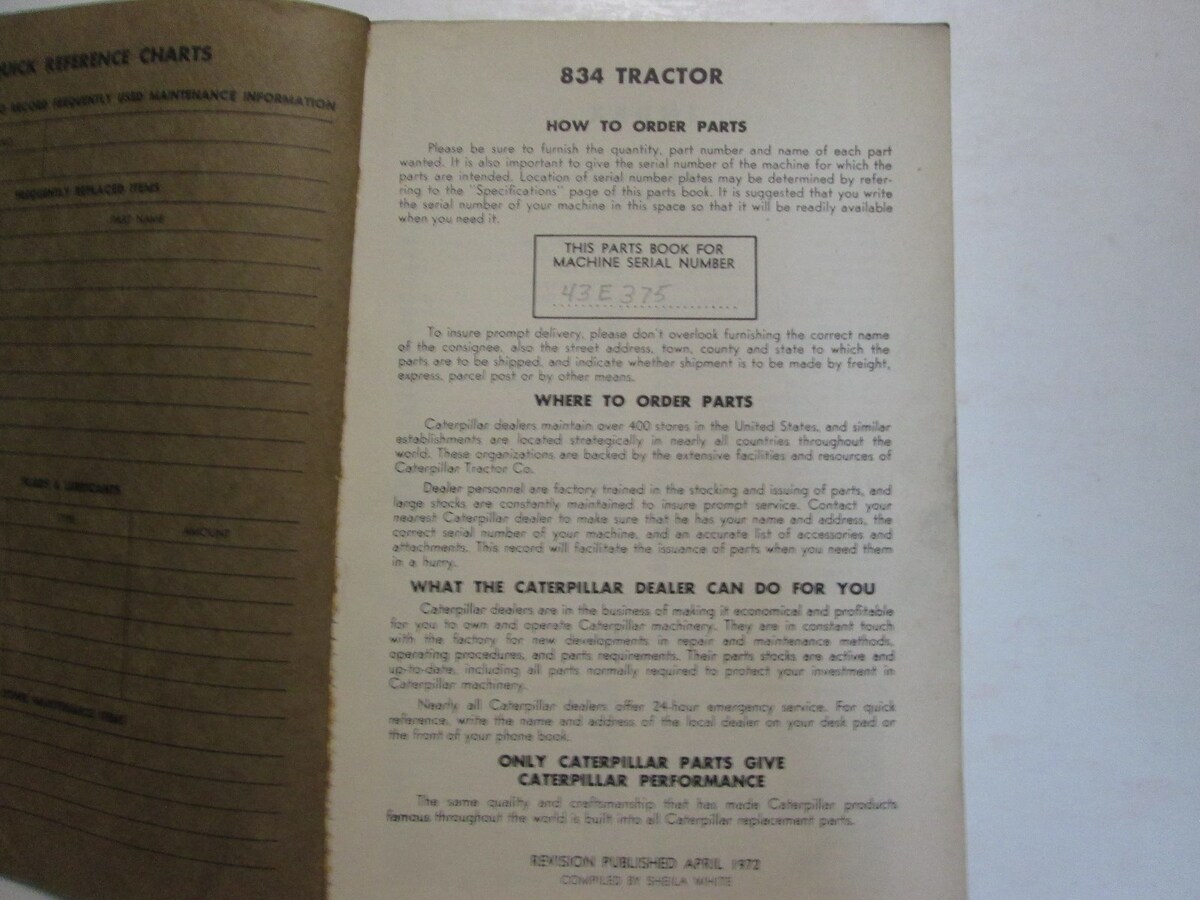 QUICK REFERENCE CHARTS
RECORD FREQUENTLY USED MAINTENANCE INFORMATION
FREQUENTLY REPLACED ITEMS
PART NAME
& LUBRICANTS
TYPE
AMOUNT
MAINTENANCE ITEMS
834 TRACTOR
HOW TO ORDER PARTS
Please be sure to furnish the quantity, part number and name of each part
wanted. It is also important to give the serial number of the machine for which the
parts are intended. Location of serial number plates may be determined by refer-
ring to the "Specifications" page of this parts book. It is suggested that you write
the serial number of your machine in this space so that it will be readily available
when you need it.
THIS PARTS BOOK FOR
MACHINE SERIAL NUMBER
43E375
To insure prompt delivery, please don't overlook furnishing the correct name
of the consignee, also the street address, town, county and state to which the
parts are to be shipped, and indicate whether shipment is to be made by freight,
express, parcel post or by other means.
WHERE TO ORDER PARTS
Caterpillar dealers maintain over 400 stores in the United States, and similar
establishments are located strategically in nearly all countries throughout the
world. These organizations are backed by the extensive facilities and resources of
Caterpillar Tractor Co.
Dealer personnel are factory trained in the stocking and issuing of parts, and
large stocks are constantly maintained to insure prompt service. Contact your
nearest Caterpillar dealer to make sure that he has your name and address, the
correct serial number of your machine, and an accurate list of accessories and
attachments. This record will facilitate the issuance of parts when you need them
in a hurry.
WHAT THE CATERPILLAR DEALER CAN DO FOR YOU
Caterpillar dealers are in the business of making it economical and profitable
for you to own and operate Caterpillar machinery. They are in constant touch
with the factory for new developments in repair and maintenance methods,
operating procedures, and parts requirements. Their parts stocks are active and
up-to-date, including all parts normally required to protect your investment in
Caterpillar machinery.
Nearly all Caterpillar dealers offer 24-hour emergency service. For quick
reference, write the name and address of the local dealer on your desk pad or
the front of your phone book.
ONLY CATERPILLAR PARTS GIVE
CATERPILLAR PERFORMANCE
The same quality and craftsmanship that has made Caterpillar products
famous throughout the world is built into all Caterpillar replacement parts.
REVISION PUBLISHED APRIL 1972
COMPILED BY SHEILA WHITE